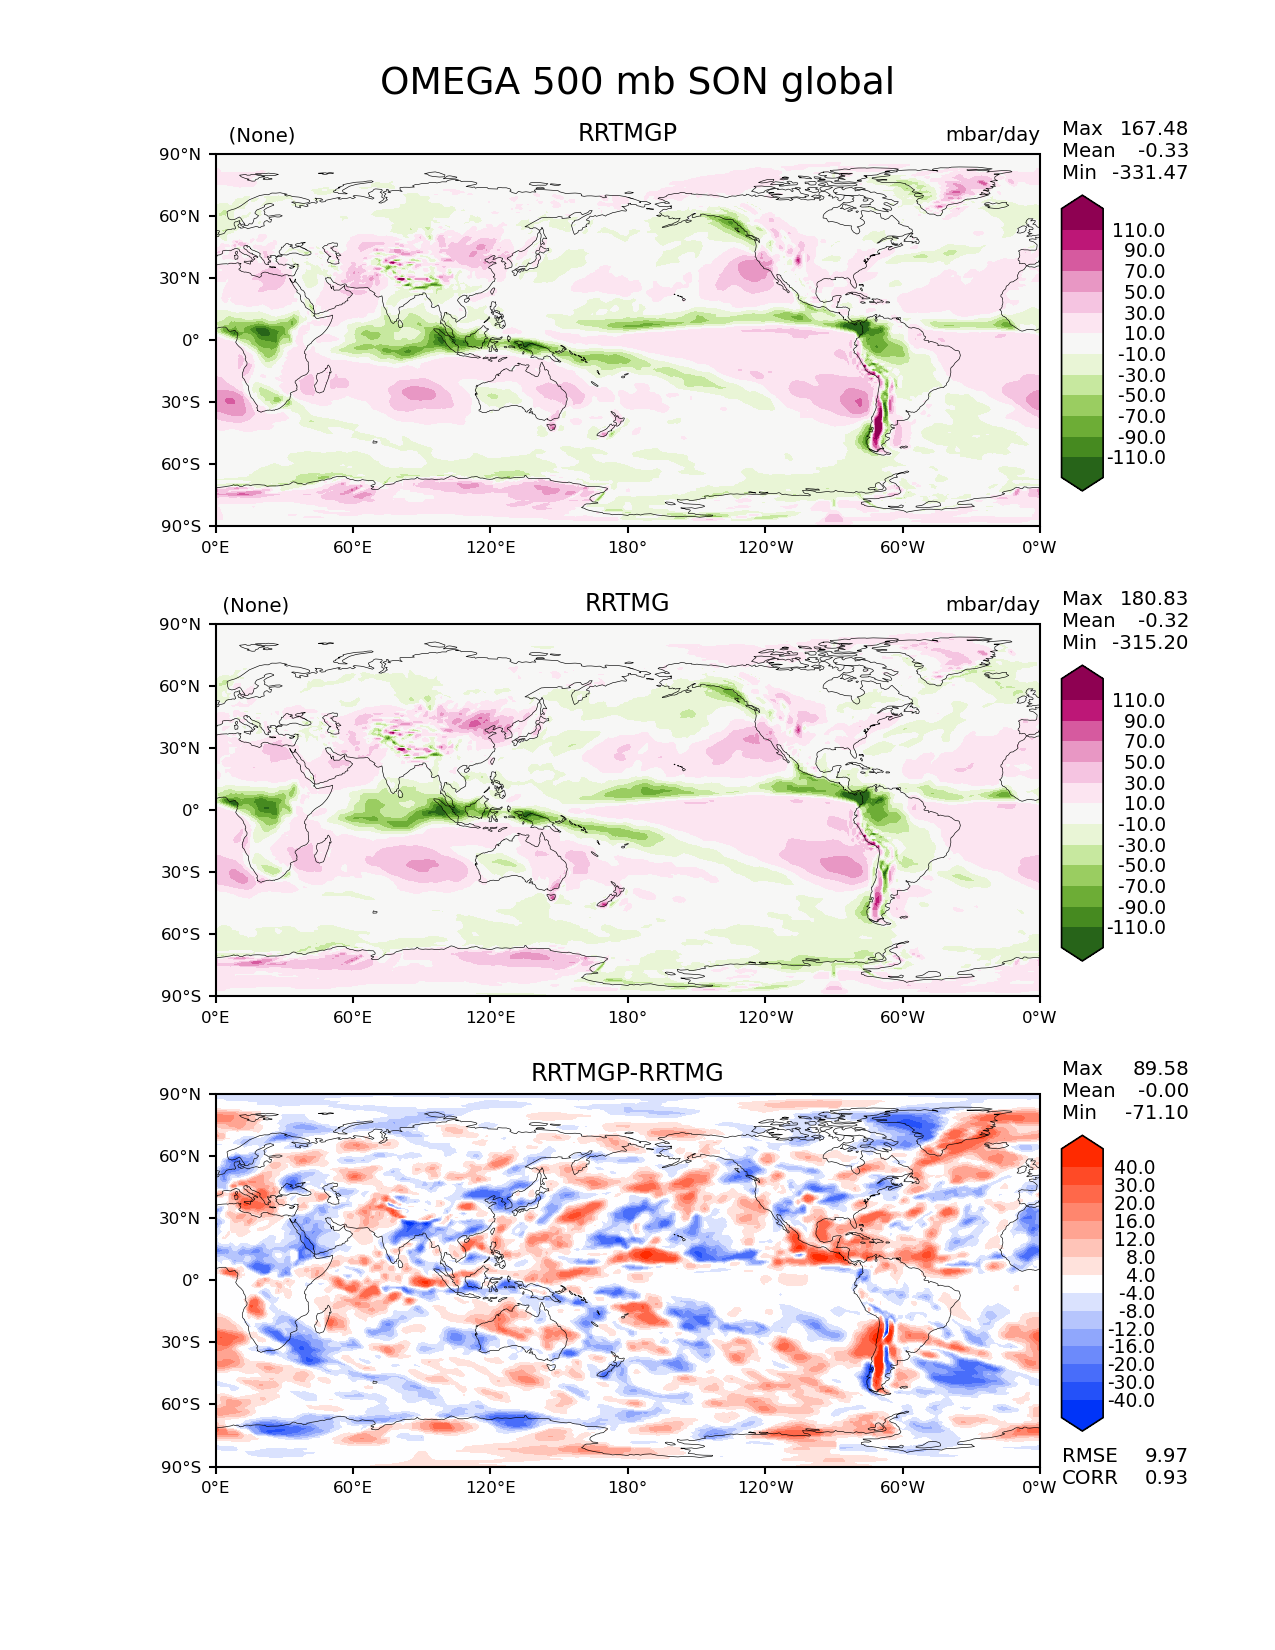 OMEGA 500 mb SON global
(None) RRTMGP mbar/day
Max 167.48
Mean -0.33
Min -331.47
90°N
60°N
30°N
0°
30°S
60°S
90°S
0°E 60°E 120°E 180° 120°W 60°W 0°W
110.0
90.0
70.0
50.0
30.0
10.0
-10.0
-30.0
-50.0
-70.0
-90.0
-110.0
(None) RRTMG mbar/day
Max 180.83
Mean -0.32
Min -315.20
90°N
60°N
30°N
0°
30°S
60°S
90°S
0°E 60°E 120°E 180° 120°W 60°W 0°W
110.0
90.0
70.0
50.0
30.0
10.0
-10.0
-30.0
-50.0
-70.0
-90.0
-110.0
RRTMGP-RRTMG
Max 89.58
Mean -0.00
Min -71.10
90°N
60°N
30°N
0°
30°S
60°S
90°S
0°E 60°E 120°E 180° 120°W 60°W 0°W
40.0
30.0
20.0
16.0
12.0
8.0
4.0
-4.0
-8.0
-12.0
-16.0
-20.0
-30.0
-40.0
RMSE 9.97
CORR 0.93